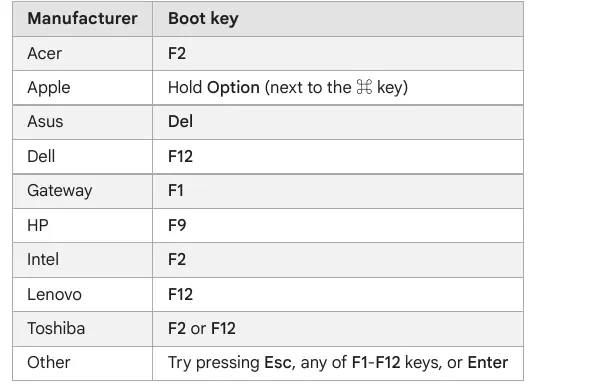 Manufacturer Boot key
Acer F2
Apple Hold Option (next to the ⌘ key)
Asus Del
Dell F12
Gateway F1
HP F9
Intel F2
Lenovo F12
Toshiba F2 or F12
Other Try pressing Esc, any of F1-F12 keys, or Enter